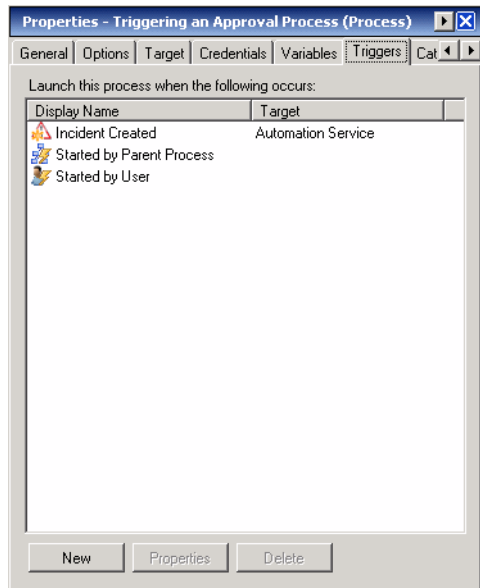 Properties - Triggering an Approval Process (Process)
General Options Target Credentials Variables Triggers Cat
Launch this process when the following occurs:
Display Name Target
Incident Created Automation Service
Started by Parent Process
Started by User
New Properties Delete